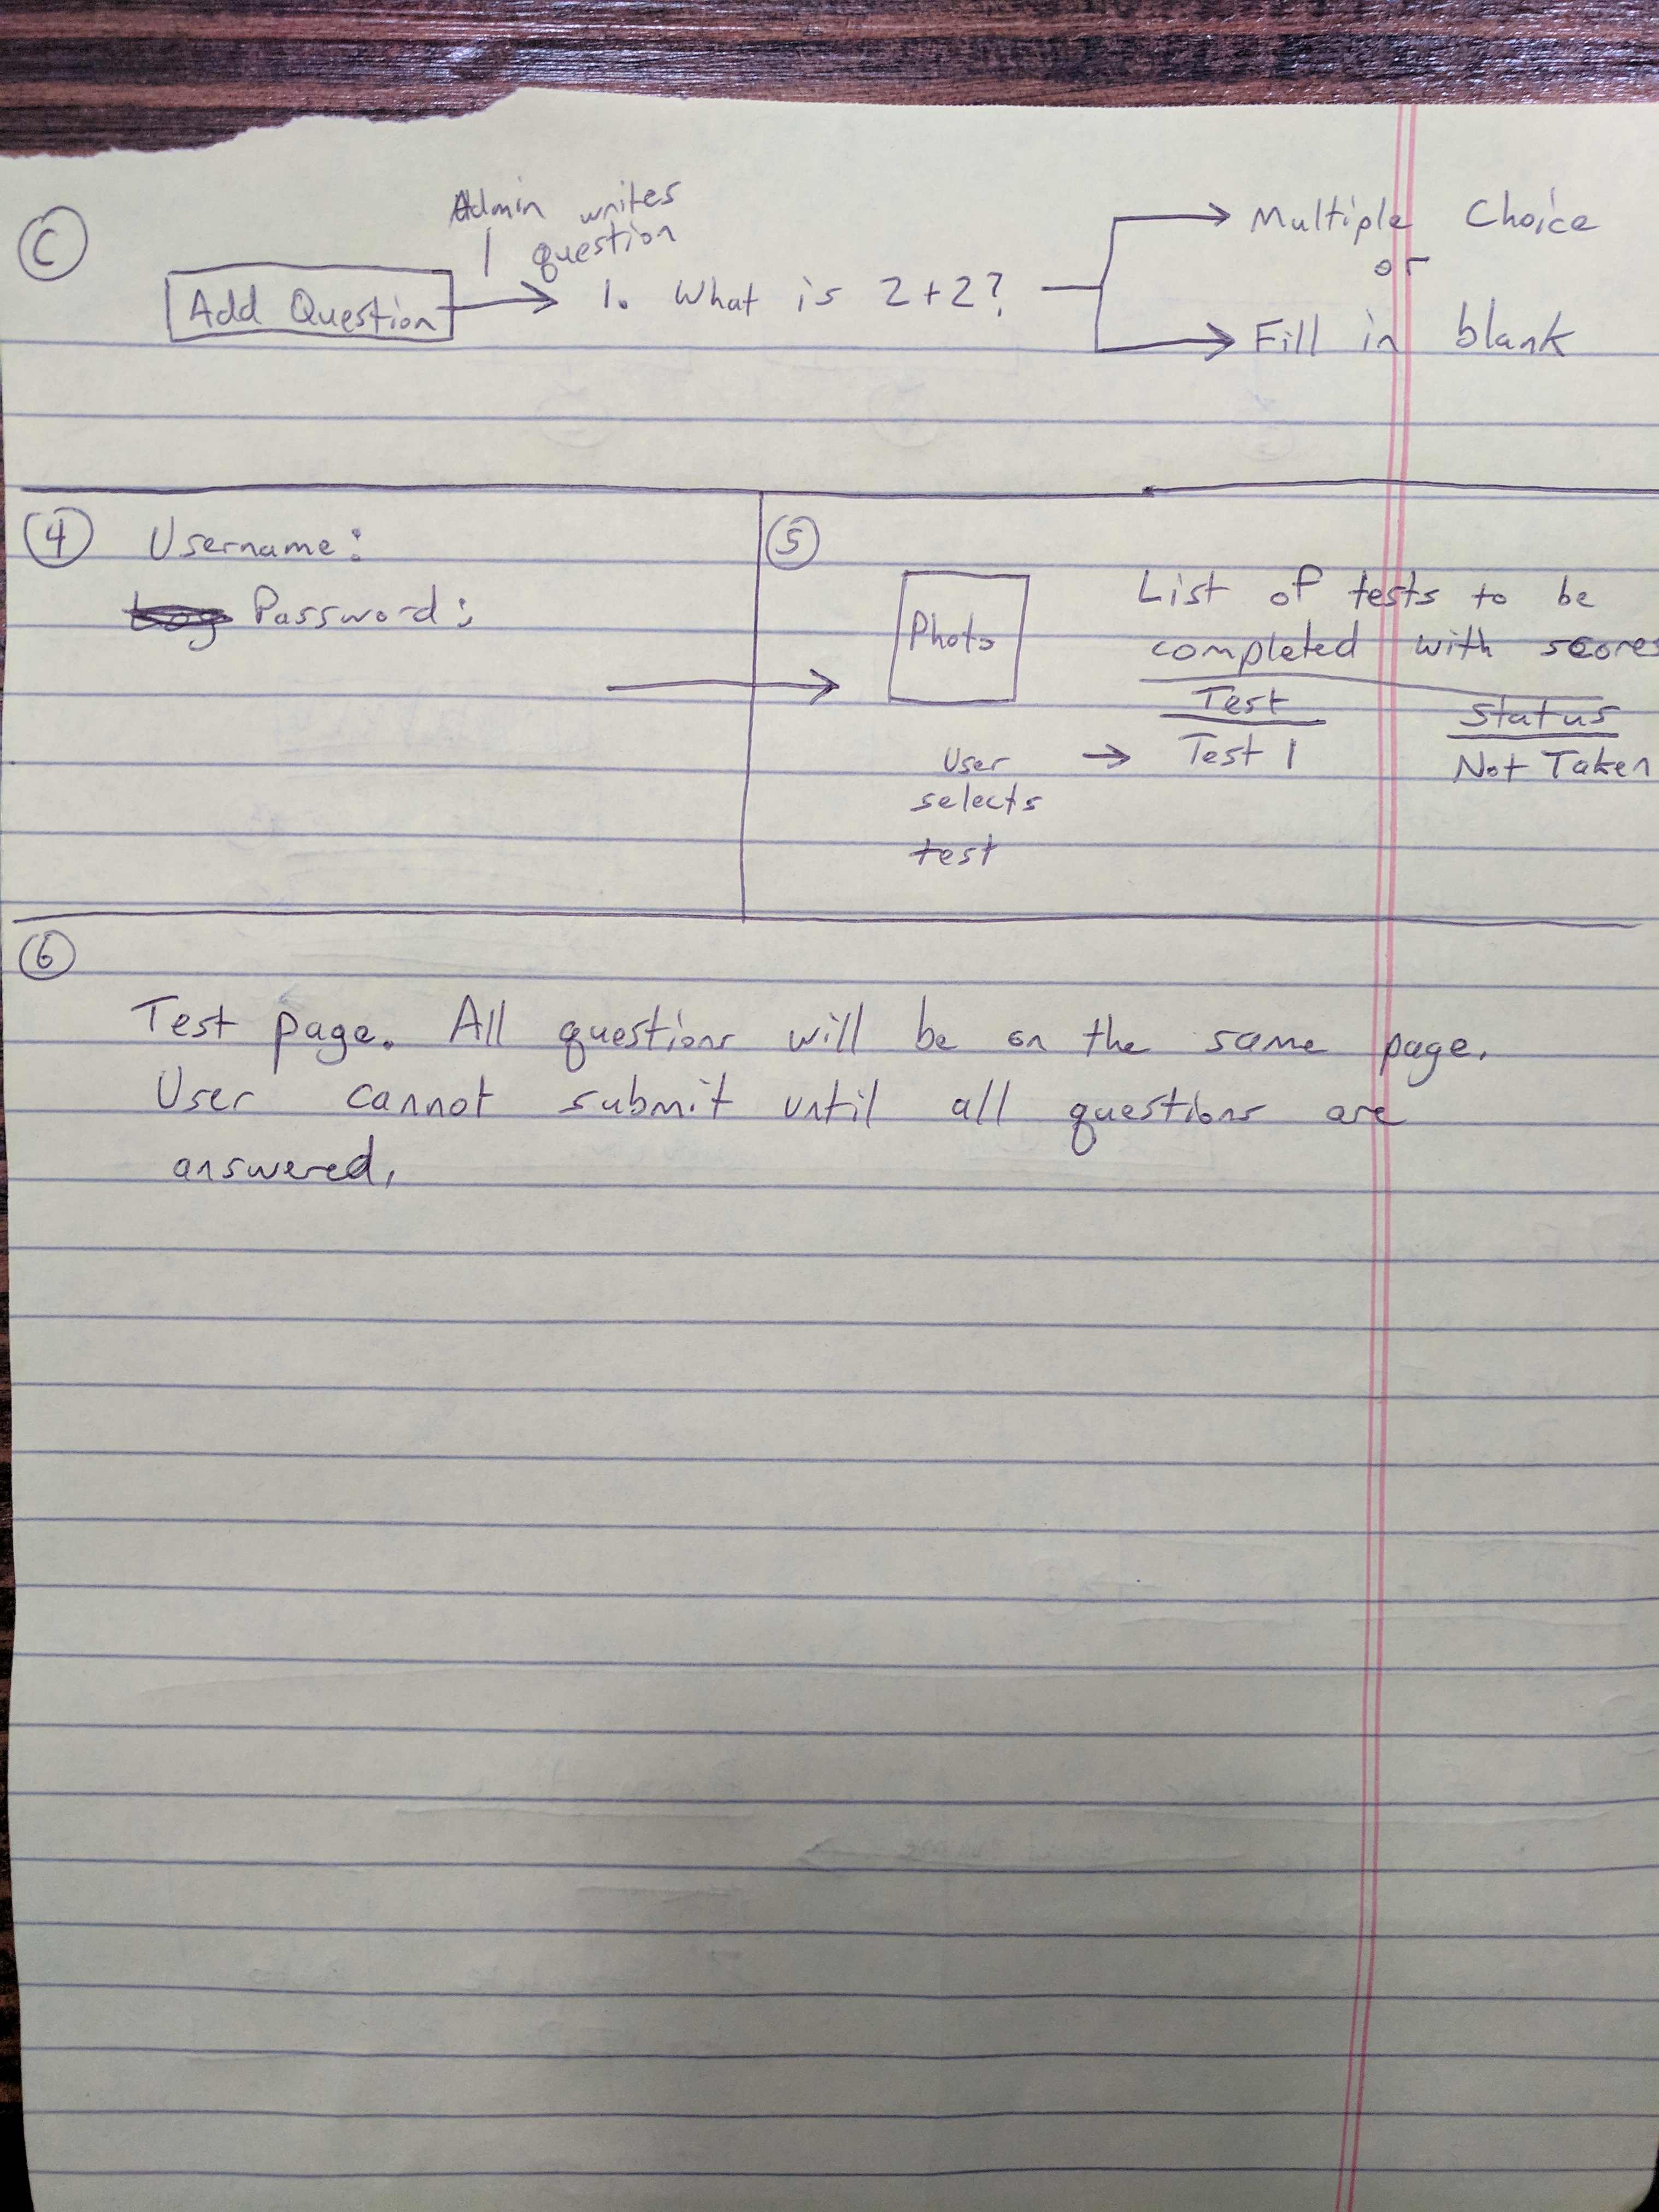 C
Admin writes
1 question
Add Question
1. What is 2+2?
Multiple Choice
or
Fill in blank
4 Username:
Password:
5
Photo
List of tests to be
completed with scores
Test Status
User
selects
test
Test 1 Not Taken
6
Test page. All questions will be on the same page.
User cannot submit until all questions are
answered.